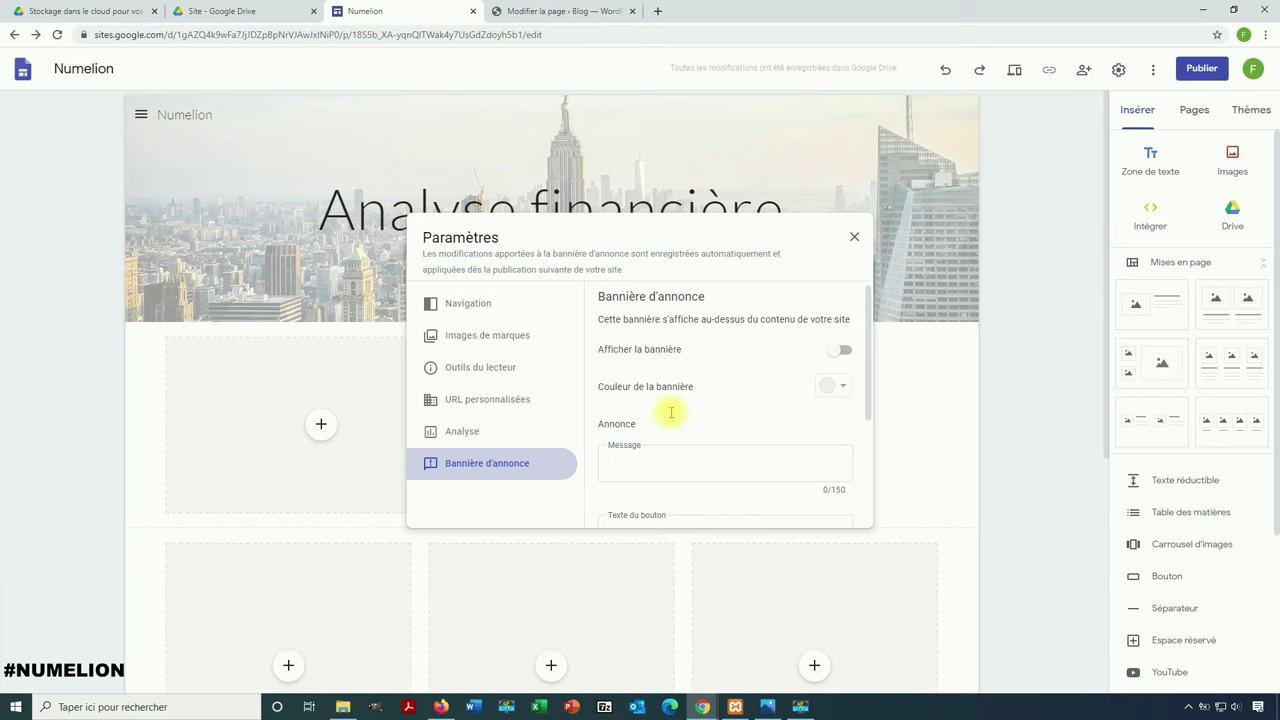 Stockage dans le cloud pour vos
Site - Google Drive
Numelion
Modifier la page ‹ Blog — WordF
sites.google.com/d/1gAZQ4k9wFa7JjJDZpBpNrVJAwJxINiP0/p/18S5b_XA-yqnQITWak4y7UsGdZdoyh5b1/edit
F
Numelion
Toutes les modifications ont été enregistrées dans Google Drive.
Publier
F
Numelion
Insérer
Pages
Thèmes
Zone de texte
Images
Analyse financière
Intégrer
Drive
Paramètres
Les modifications apportées à la bannière d'annonce sont enregistrées automatiquement et
appliquées dès la publication suivante de votre site
Mises en page
Navigation
Images de marques
Outils du lecteur
URL personnalisées
Analyse
Bannière d'annonce
Bannière d'annonce
Cette bannière s'affiche au-dessus du contenu de votre site
Afficher la bannière
Couleur de la bannière
Annonce
Message
0/150
Texte du bouton
Texte réductible
Table des matières
Carrousel d'images
Bouton
Séparateur
Espace réservé
YouTube
#NUMELION
Taper ici pour rechercher